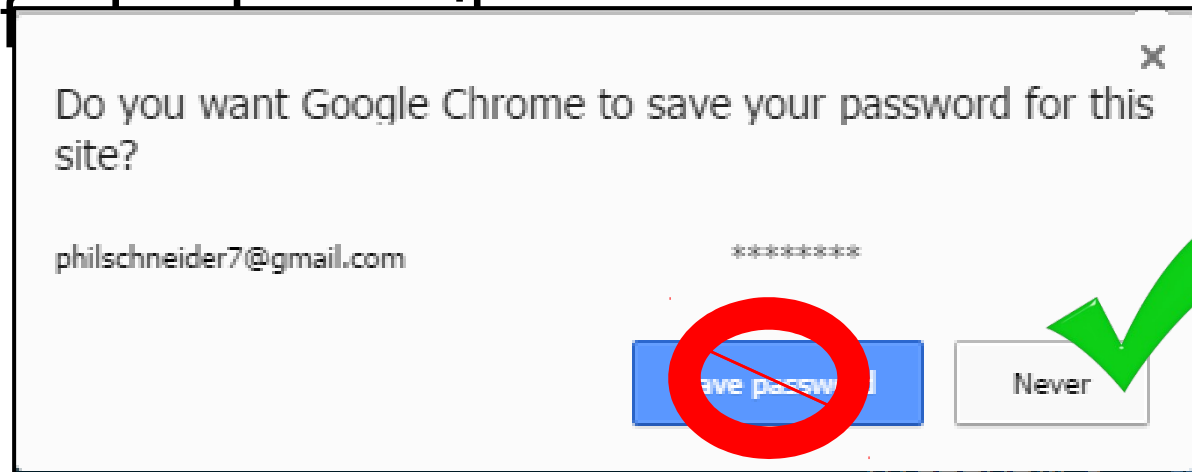 Do you want Google Chrome to save your password for this
site?
philschneider7@gmail.com ********
Never